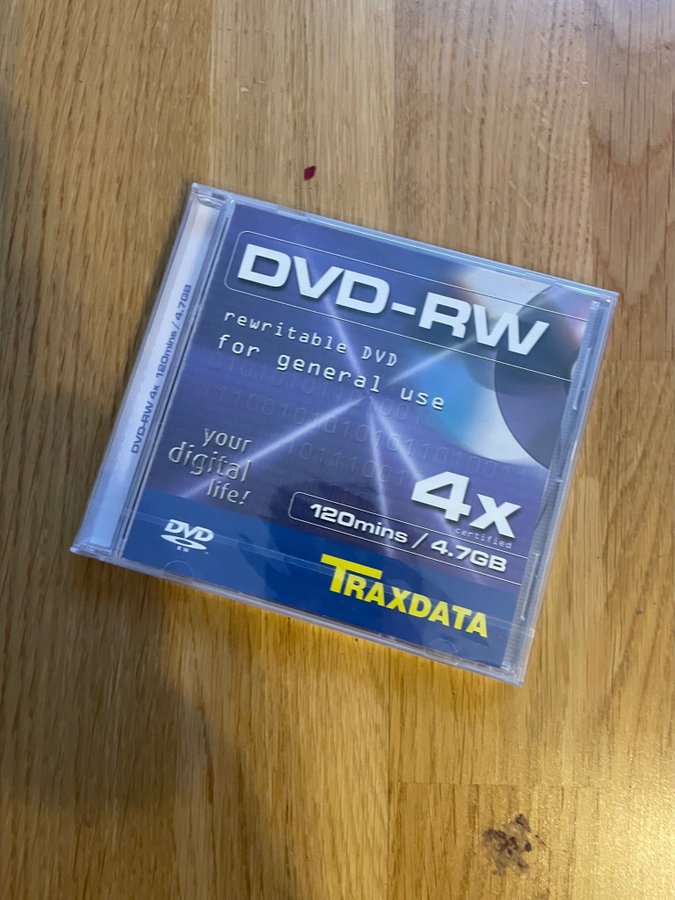 DVD-RW
rewritable DVD
for general use
your
digital
life!
4x
certified
120mins / 4.7GB
DVD
RW
TRAXDATA
DVD-RW 4x 120mins / 4.7GB